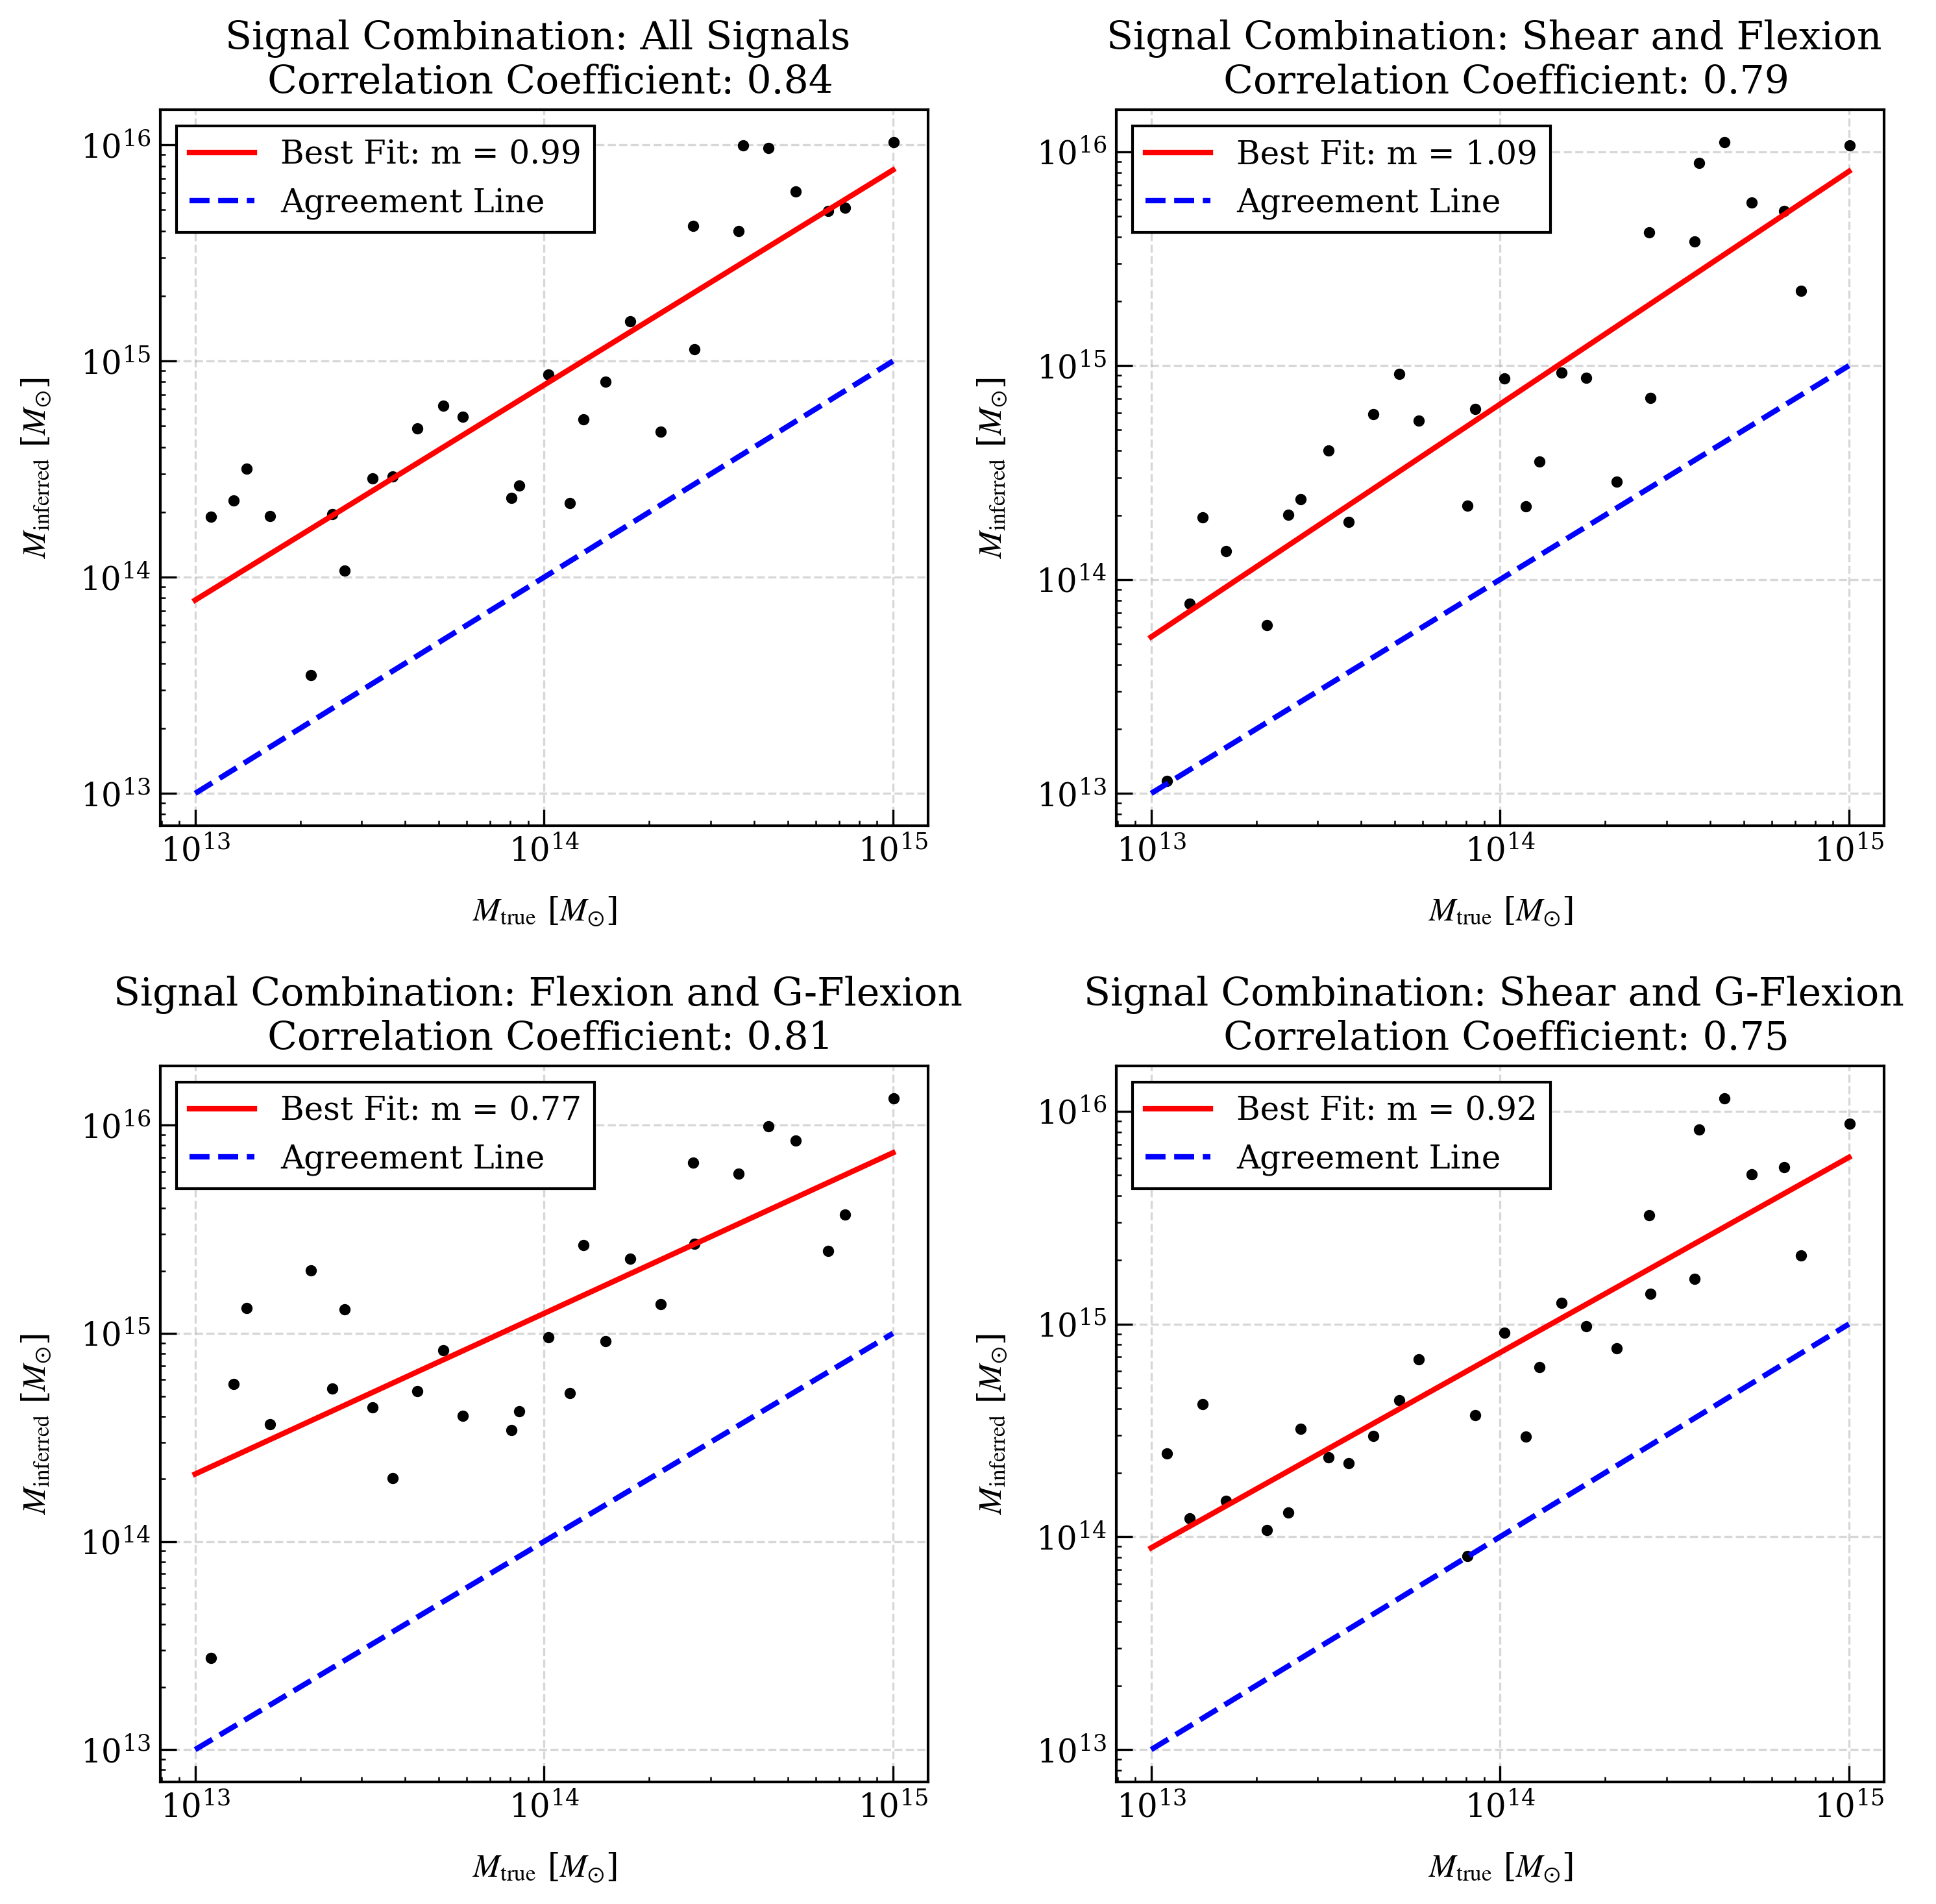 Signal Combination: All Signals
Correlation Coefficient: 0.84
Best Fit: m = 0.99
Agreement Line
10^16
10^15
10^14
10^13
M_inferred [M_⊙]
10^13 10^14 10^15
M_true [M_⊙]
Signal Combination: Shear and Flexion
Correlation Coefficient: 0.79
Best Fit: m = 1.09
Agreement Line
10^16
10^15
10^14
10^13
M_inferred [M_⊙]
10^13 10^14 10^15
M_true [M_⊙]
Signal Combination: Flexion and G-Flexion
Correlation Coefficient: 0.81
Best Fit: m = 0.77
Agreement Line
10^16
10^15
10^14
10^13
M_inferred [M_⊙]
10^13 10^14 10^15
M_true [M_⊙]
Signal Combination: Shear and G-Flexion
Correlation Coefficient: 0.75
Best Fit: m = 0.92
Agreement Line
10^16
10^15
10^14
10^13
M_inferred [M_⊙]
10^13 10^14 10^15
M_true [M_⊙]